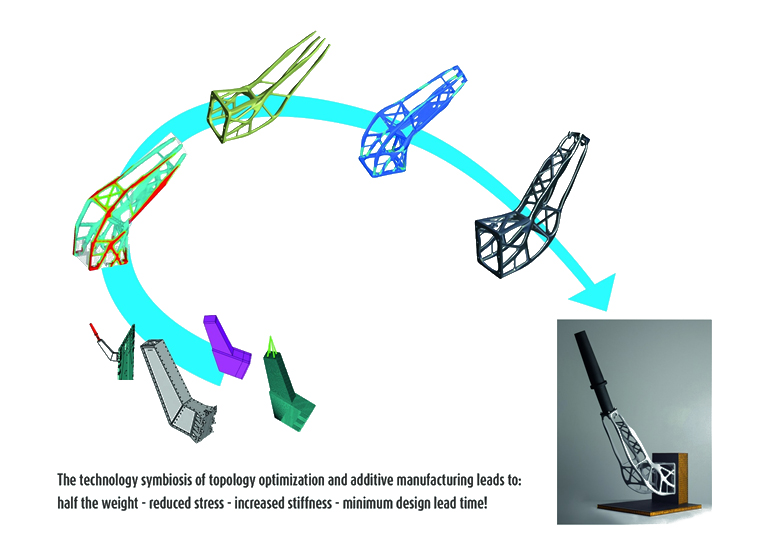 The technology symbiosis of topology optimization and additive manufacturing leads to:
half the weight - reduced stress - increased stiffness - minimum design lead time!